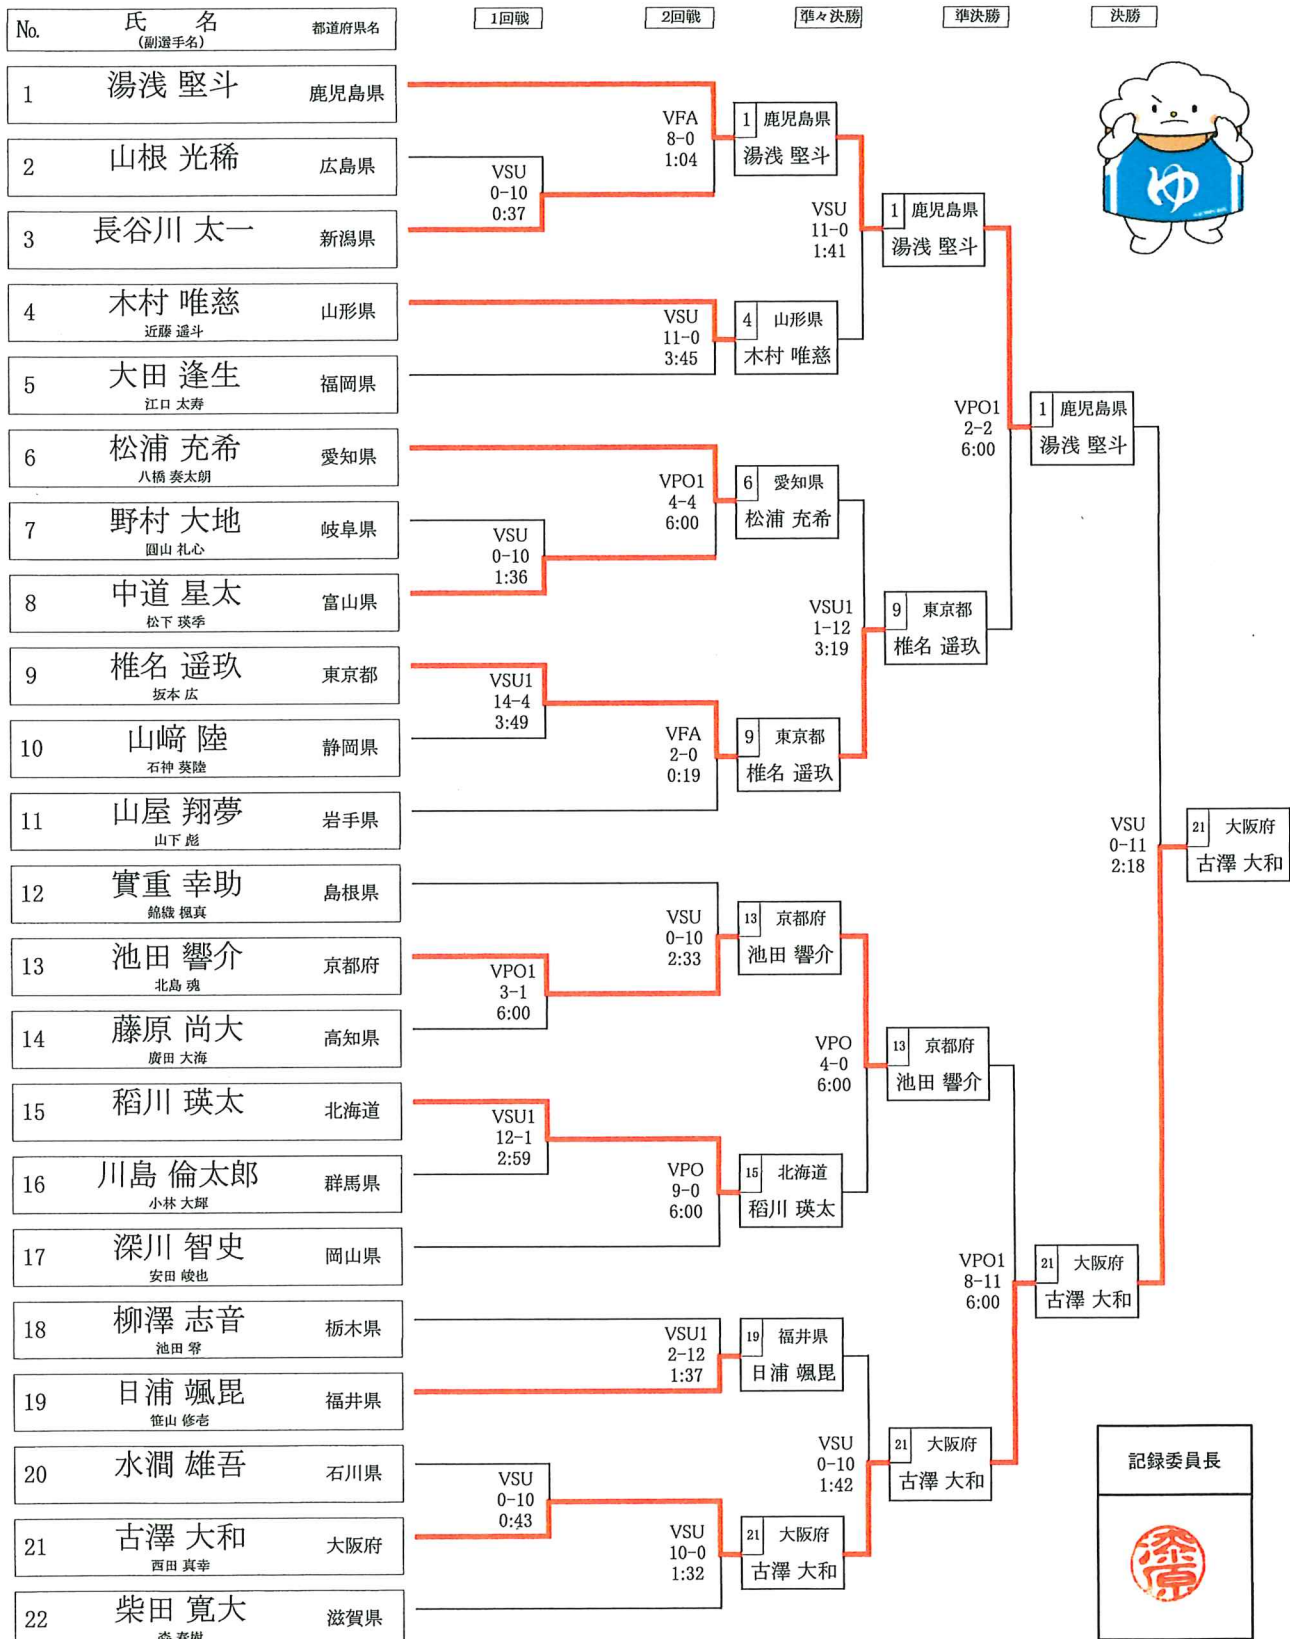 No. 氏 名 都道府県名 1回戦 2回戦 準々決勝 準決勝 決勝
(副選手名)
1 湯浅 堅斗 鹿児島県
2 山根 光稀 広島県
3 長谷川 太一 新潟県
4 木村 唯慈 山形県
近藤 遥斗
5 大田 逢生 福岡県
江口 太寿
6 松浦 充希 愛知県
八橋 奏太朗
7 野村 大地 岐阜県
圓山 礼心
8 中道 星太 富山県
松下 瑛季
9 椎名 遥玖 東京都
坂本 広
10 山﨑 陸 静岡県
石神 葵陸
11 山屋 翔夢 岩手県
山下 彪
12 實重 幸助 島根県
錦織 楓真
13 池田 響介 京都府
北島 魂
14 藤原 尚大 高知県
廣田 大海
15 稻川 瑛太 北海道
16 川島 倫太郎 群馬県
小林 大輝
17 深川 智史 岡山県
安田 峻也
18 柳澤 志音 栃木県
池田 零
19 日浦 颯毘 福井県
笹山 修壱
20 水澗 雄吾 石川県
21 古澤 大和 大阪府
西田 真幸
22 柴田 寛大 滋賀県
VSU
0-10
0:37
VSU
0-10
1:36
VSU1
14-4
3:49
VPO1
3-1
6:00
VSU1
12-1
2:59
VSU
0-10
0:43
VFA
8-0
1:04
VSU
11-0
3:45
VPO1
4-4
6:00
VFA
2-0
0:19
VSU
0-10
2:33
VPO
9-0
6:00
VSU1
2-12
1:37
VSU
10-0
1:32
1 鹿児島県
湯浅 堅斗
4 山形県
木村 唯慈
6 愛知県
松浦 充希
9 東京都
椎名 遥玖
13 京都府
池田 響介
15 北海道
稻川 瑛太
19 福井県
日浦 颯毘
21 大阪府
古澤 大和
VSU
11-0
1:41
VSU1
1-12
3:19
VPO
4-0
6:00
VSU
0-10
1:42
1 鹿児島県
湯浅 堅斗
9 東京都
椎名 遥玖
13 京都府
池田 響介
21 大阪府
古澤 大和
VPO1
2-2
6:00
VPO1
8-11
6:00
1 鹿児島県
湯浅 堅斗
21 大阪府
古澤 大和
VSU
0-11
2:18
21 大阪府
古澤 大和
ゆ
記録委員長
漆原